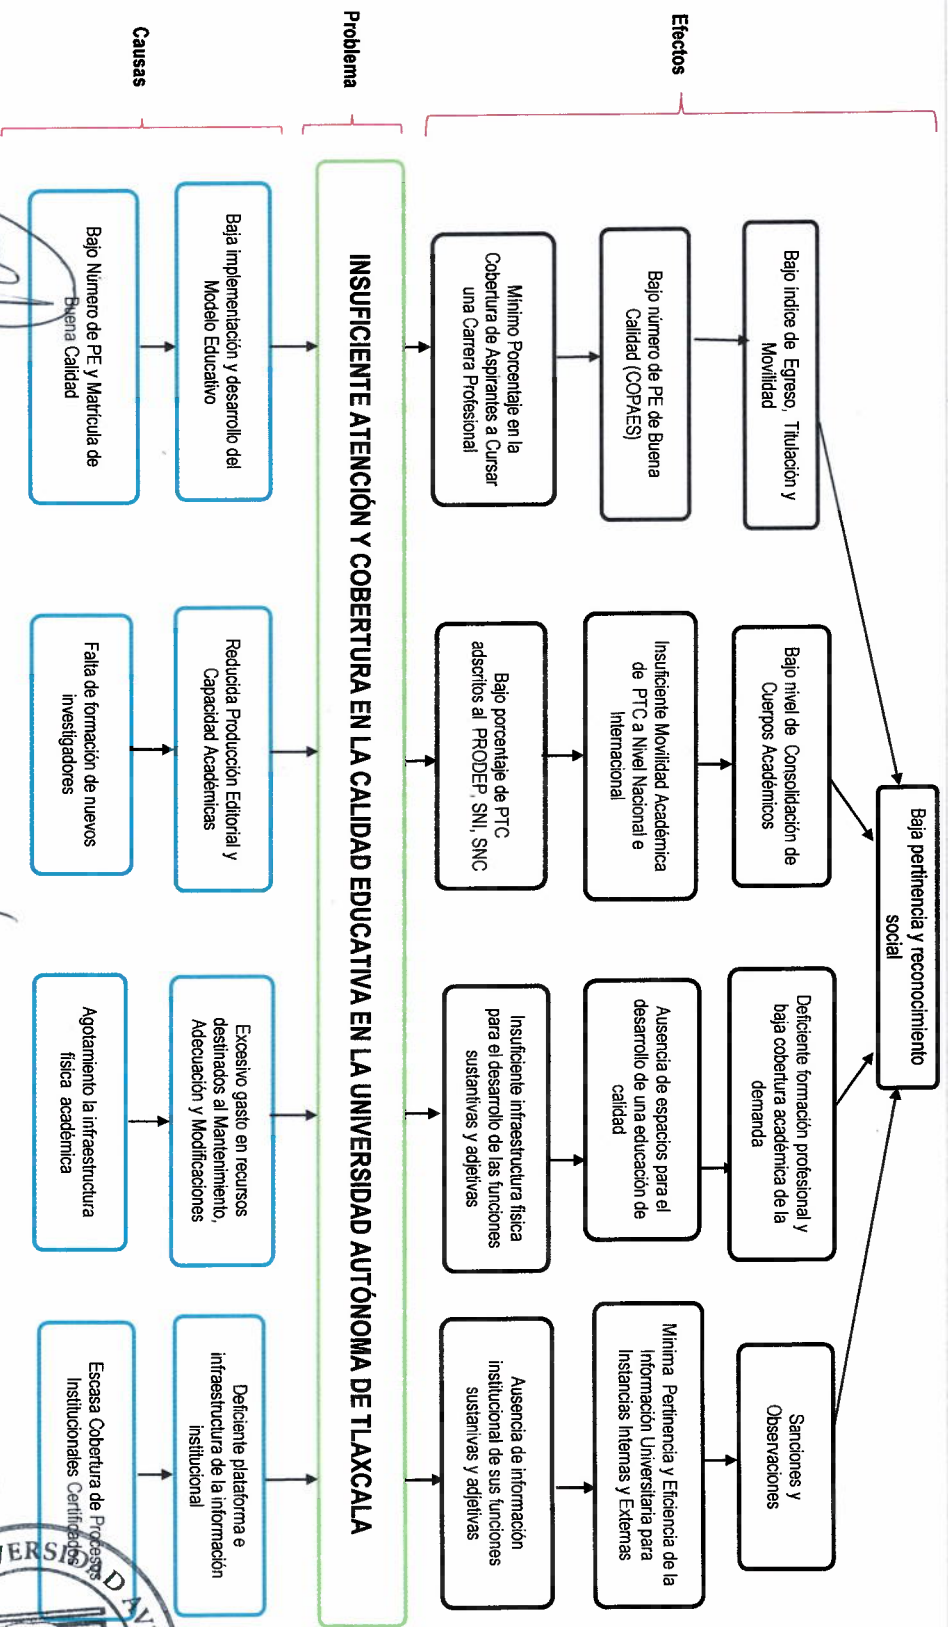 Efectos
Baja pertinencia y reconocimiento
social
Bajo indice de Egreso, Titulación y
Movilidad
Bajo nivel de Consolidación de
Cuerpos Académicos
Deficiente formación profesional y
baja cobertura académica de la
demanda
Sanciones y
Observaciones
Bajo número de PE de Buena
Calidad (COPAES)
Insuficiente Movilidad Académica
de PTC a Nivel Nacional e
Internacional
Ausencia de espacios para el
desarrollo de una educación de
calidad
Minima Pertinencia y Eficiencia de la
Información Universitaria para
Instancias Internas y Externas
Mínimo Porcentaje en la
Cobertura de Aspirantes a Cursar
una Carrera Profesional
Bajo porcentaje de PTC
adscritos al PRODEP, SNI, SNC
Insuficiente infraestructura física
para el desarrollo de las funciones
sustantivas y adjetivas
Ausencia de información
institucional de sus funciones
sustanivas y adjetivas
Problema
INSUFICIENTE ATENCIÓN Y COBERTURA EN LA CALIDAD EDUCATIVA EN LA UNIVERSIDAD AUTÓNOMA DE TLAXCALA
Causas
Baja implementación y desarrollo del
Modelo Educativo
Reducida Producción Editorial y
Capacidad Académicas
Excesivo gasto en recursos
destinados al Mantenimiento,
Adecuación y Modificaciones
Deficiente plataforma e
infraestructura de la información
institucional
Bajo Número de PE y Matrícula de
Buena Calidad
Falta de formación de nuevos
investigadores
Agotamiento la infraestructura
física académica
Escasa Cobertura de Procesos
Institucionales Certificados